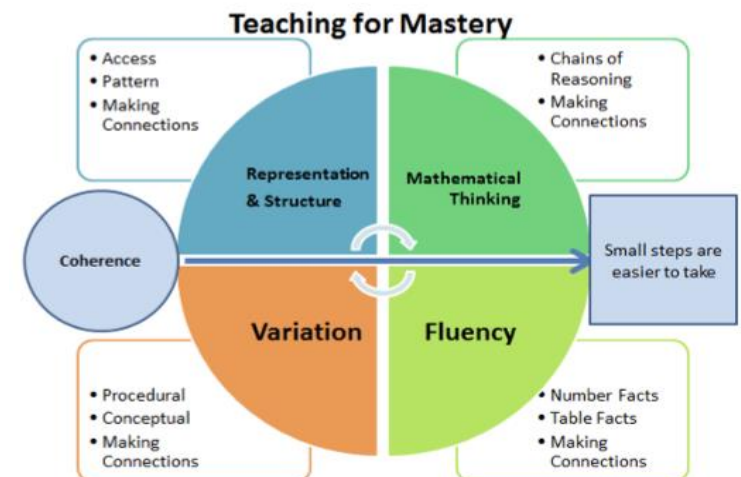 Teaching for Mastery
• Access
• Pattern
• Making
Connections
• Chains of
Reasoning
• Making
Connections
Representation
& Structure
Mathematical
Thinking
Coherence
Small steps are
easier to take
Variation
Fluency
• Procedural
• Conceptual
• Making
Connections
• Number Facts
• Table Facts
• Making
Connections